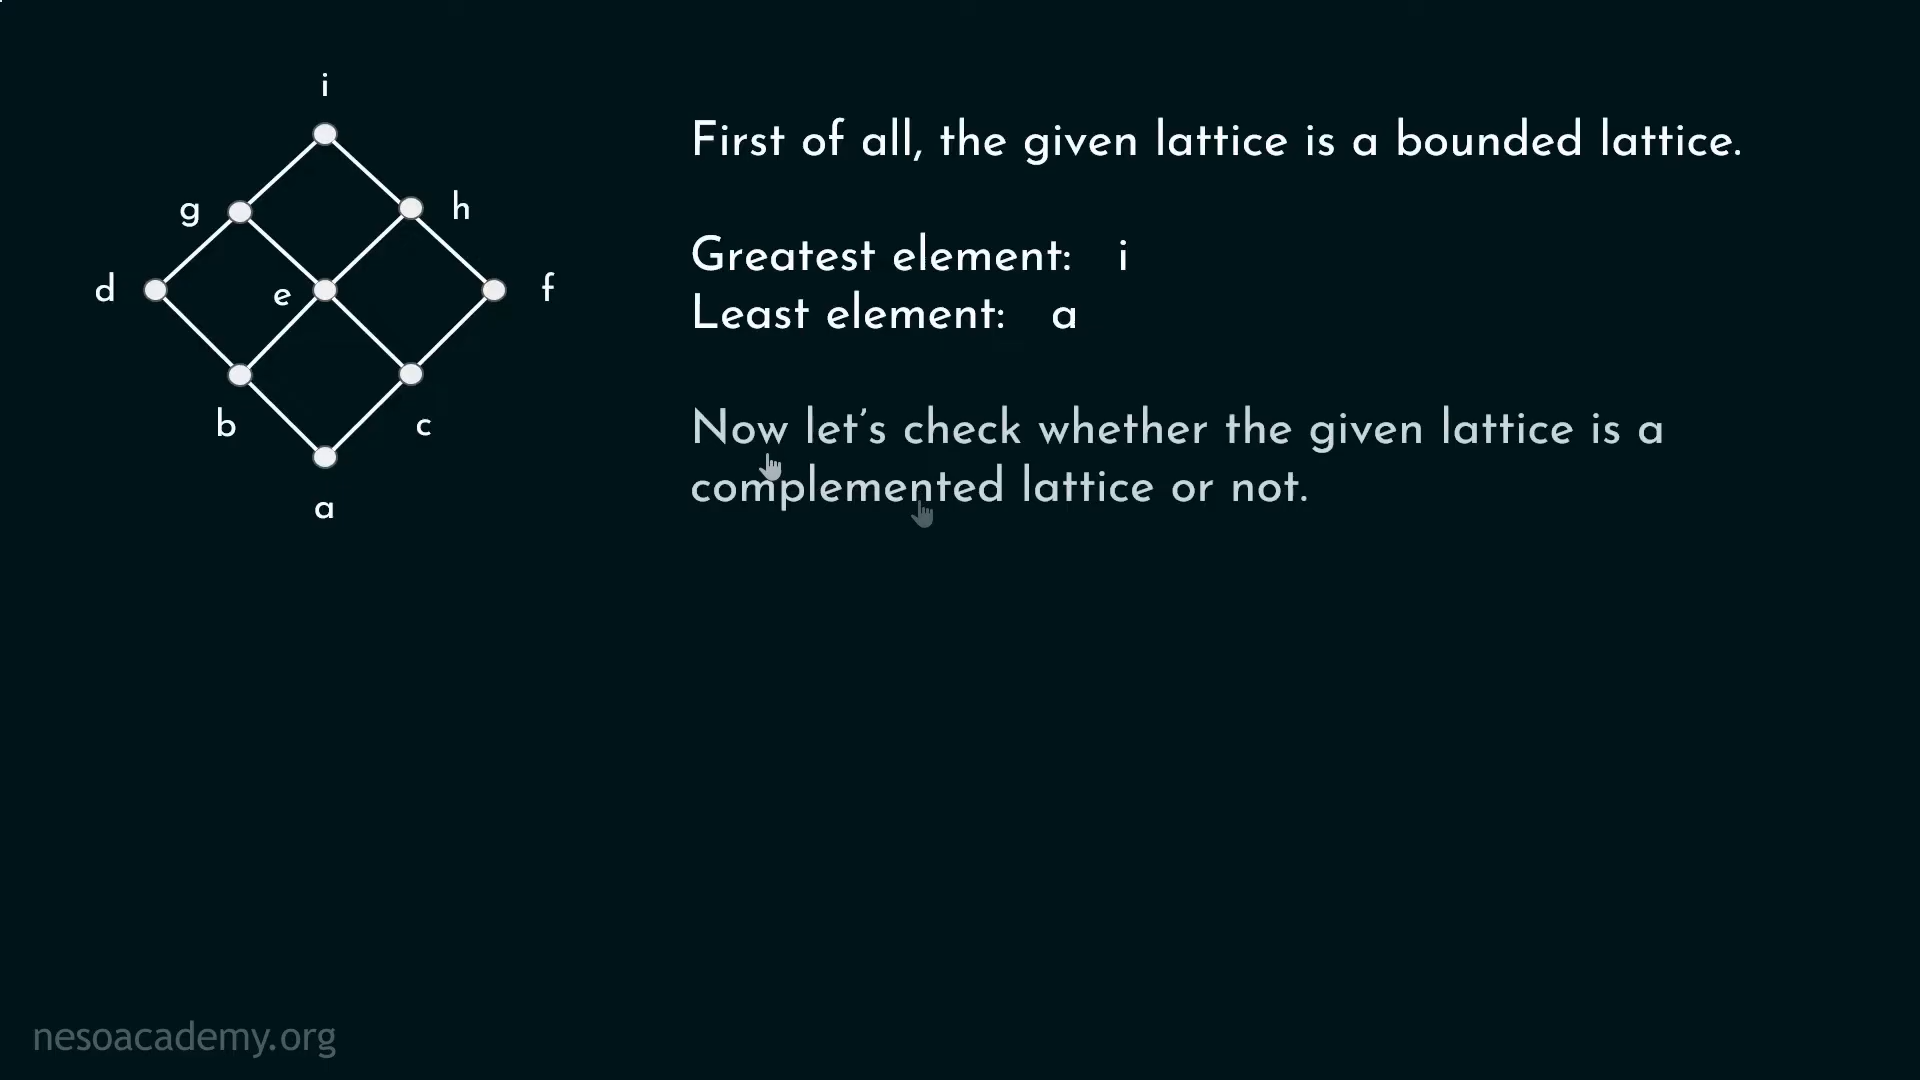 i
g
h
d
e
f
b
c
a
First of all, the given lattice is a bounded lattice.
Greatest element: i
Least element: a
Now let's check whether the given lattice is a
complemented lattice or not.
nesoacademy.org